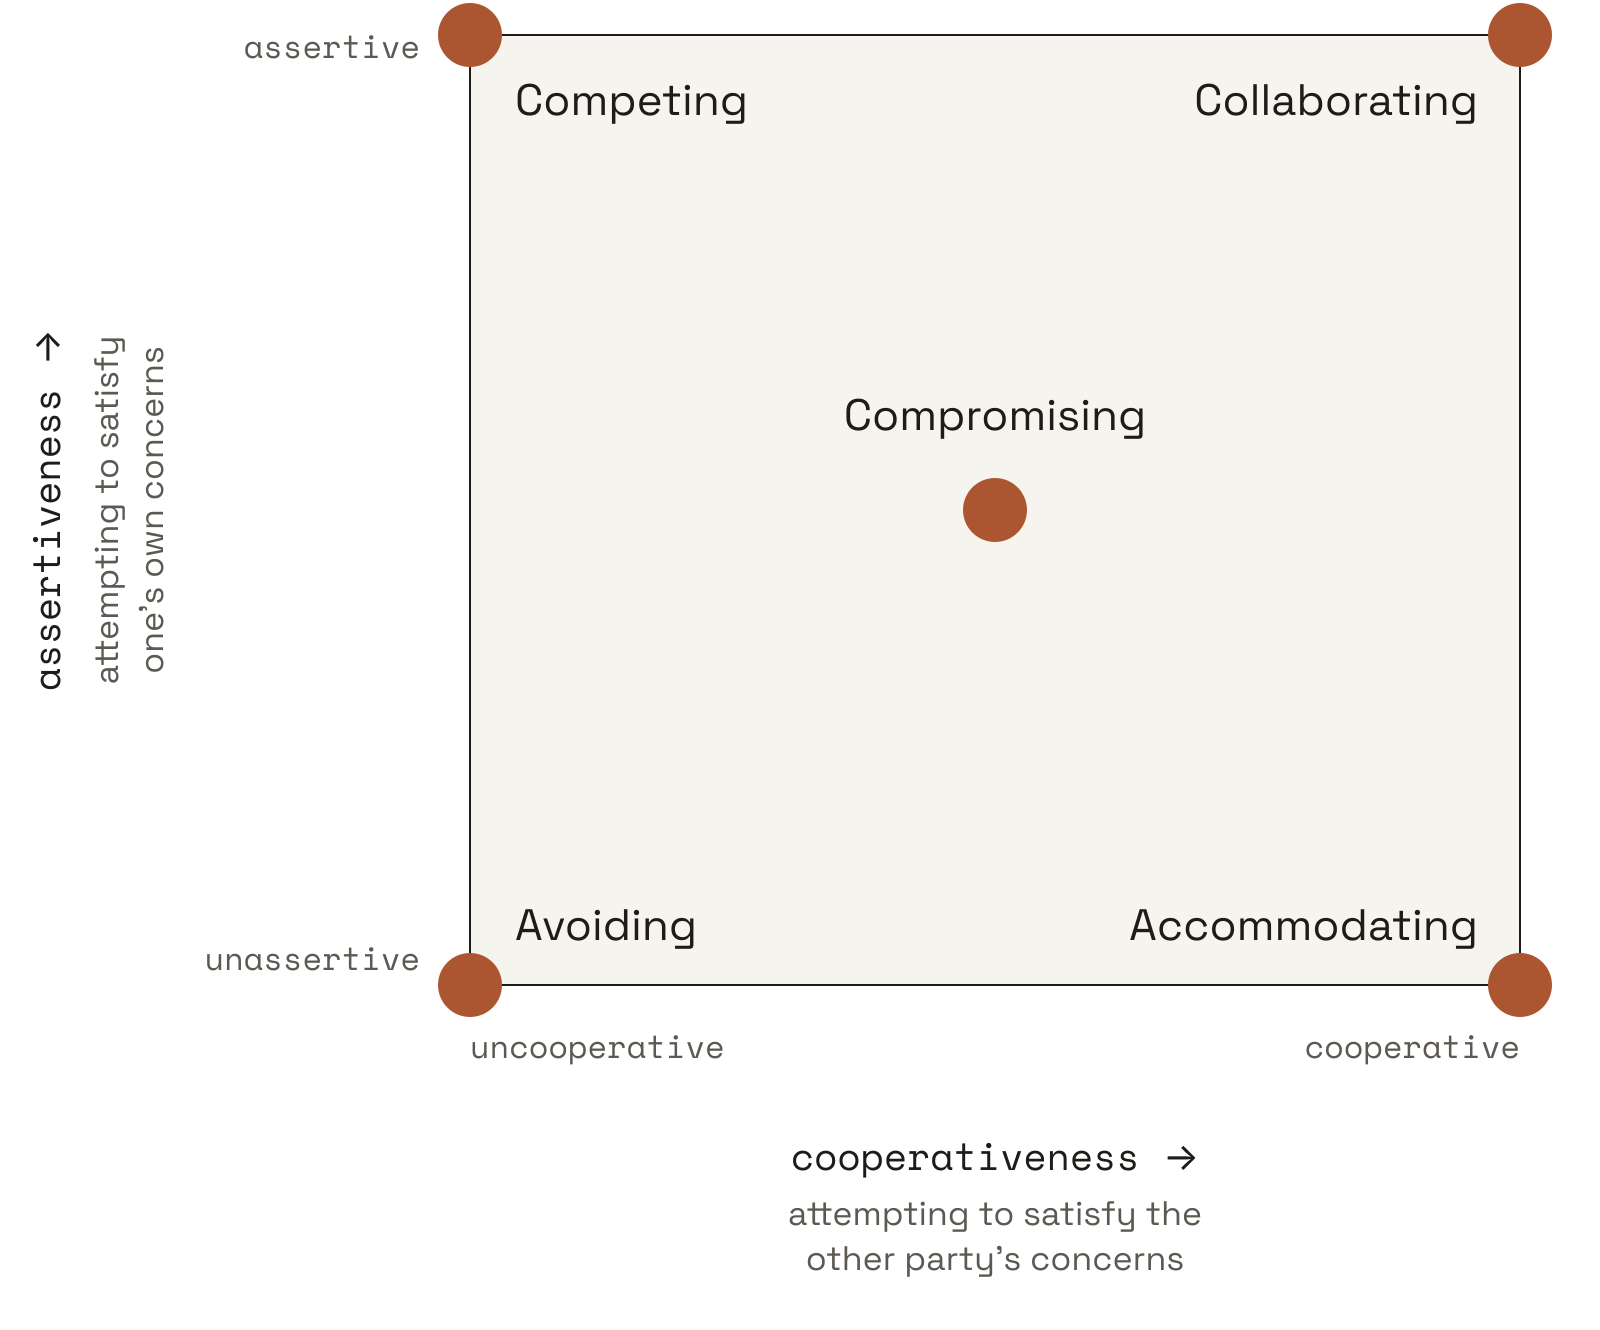 assertive
Competing
Collaborating
assertiveness →
attempting to satisfy
one's own concerns
Compromising
Avoiding
Accommodating
unassertive
uncooperative
cooperative
cooperativeness →
attempting to satisfy the
other party's concerns